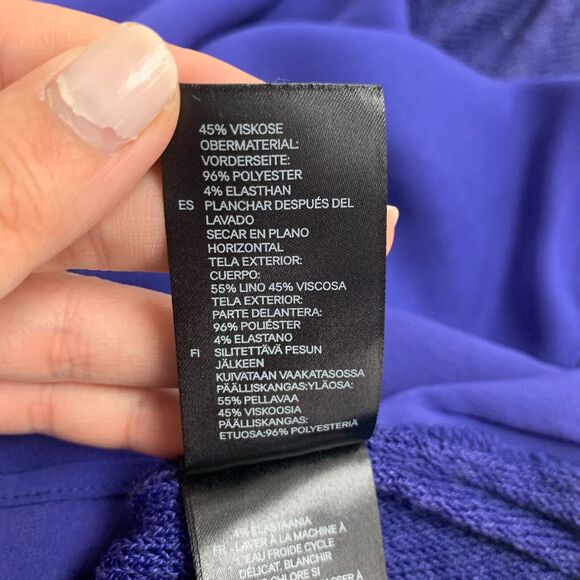 45% VISKOSE
OBERMATERIAL:
VORDERSEITE:
96% POLYESTER
4% ELASTHAN
ES PLANCHAR DESPUÉS DEL
LAVADO
SECAR EN PLANO
HORIZONTAL
TELA EXTERIOR:
CUERPO:
55% LINO 45% VISCOSA
TELA EXTERIOR:
PARTE DELANTERA:
96% POLIÉSTER
4% ELASTANO
FI SILITETTÄVÄ PESUN
JÄLKEEN
KUIVATAAN VAAKATASOSSA
PÄÄLLISKANGAS:YLÄOSA:
55% PELLAVAA
45% VISKOOSIA
PÄÄLLISKANGAS:
ETUOSA:96% POLYESTERIÄ
4% ELASTAANIA
FR LAVER À LA MACHINE À
L'EAU FROIDE CYCLE
DÉLICAT. BLANCHIR
CHLORE SI